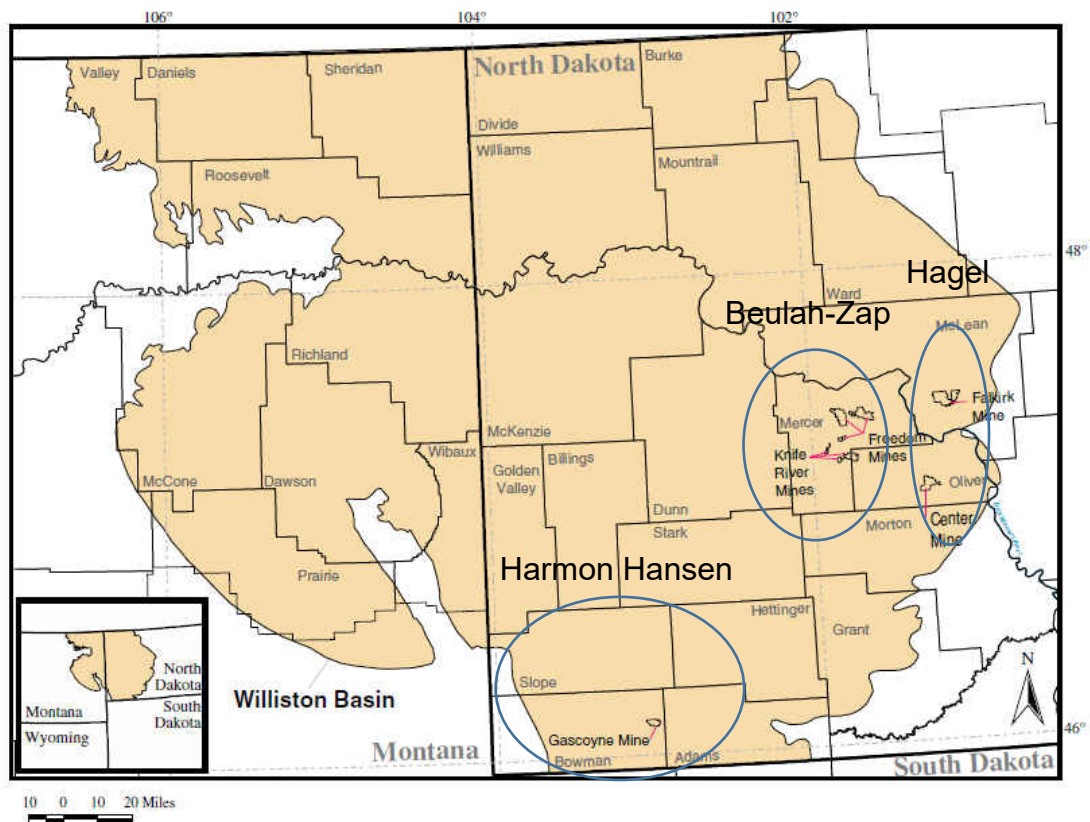 106°
104°
102°
Valley
Daniels
Sheridan
North Dakota
Burke
Divide
Williams
Mountrail
Roosevelt
48°
Hagel
Ward
Beulah-Zap
McLean
Richland
Falkirk
Mine
Mercer
McKenzie
Freedom
Mines
Wibaux
Golden
Valley
Billings
Knife
River
Mines
McCone
Dawson
Oliver
Dunn
Stark
Morton
Center
Mine
Harmon Hansen
Prairie
Hettinger
Grant
North
Dakota
South
Dakota
Montana
Wyoming
Slope
Williston Basin
N
Gascoyne Mine
46°
Montana
Bowman
Adams
South Dakota
10 0 10 20 Miles